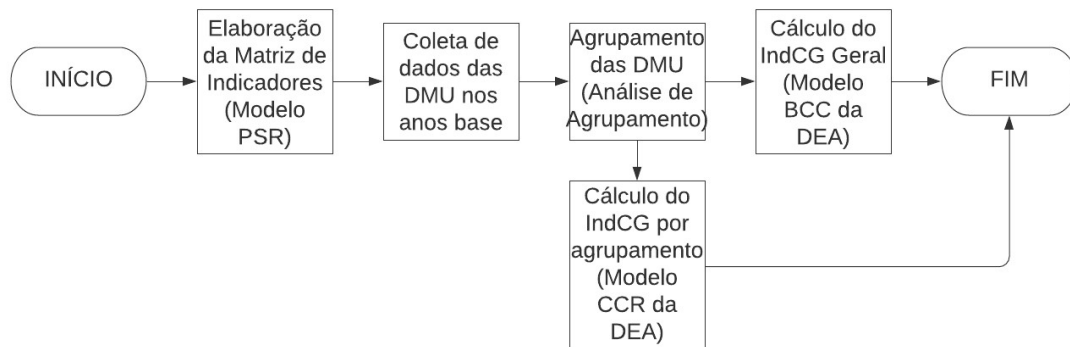 INÍCIO
Elaboração
da Matriz de
Indicadores
(Modelo
PSR)
Coleta de
dados das
DMU nos
anos base
Agrupamento
das DMU
(Análise de
Agrupamento)
Cálculo do
IndCG Geral
(Modelo
BCC da
DEA)
FIM
Cálculo do
IndCG por
agrupamento
(Modelo
CCR da
DEA)